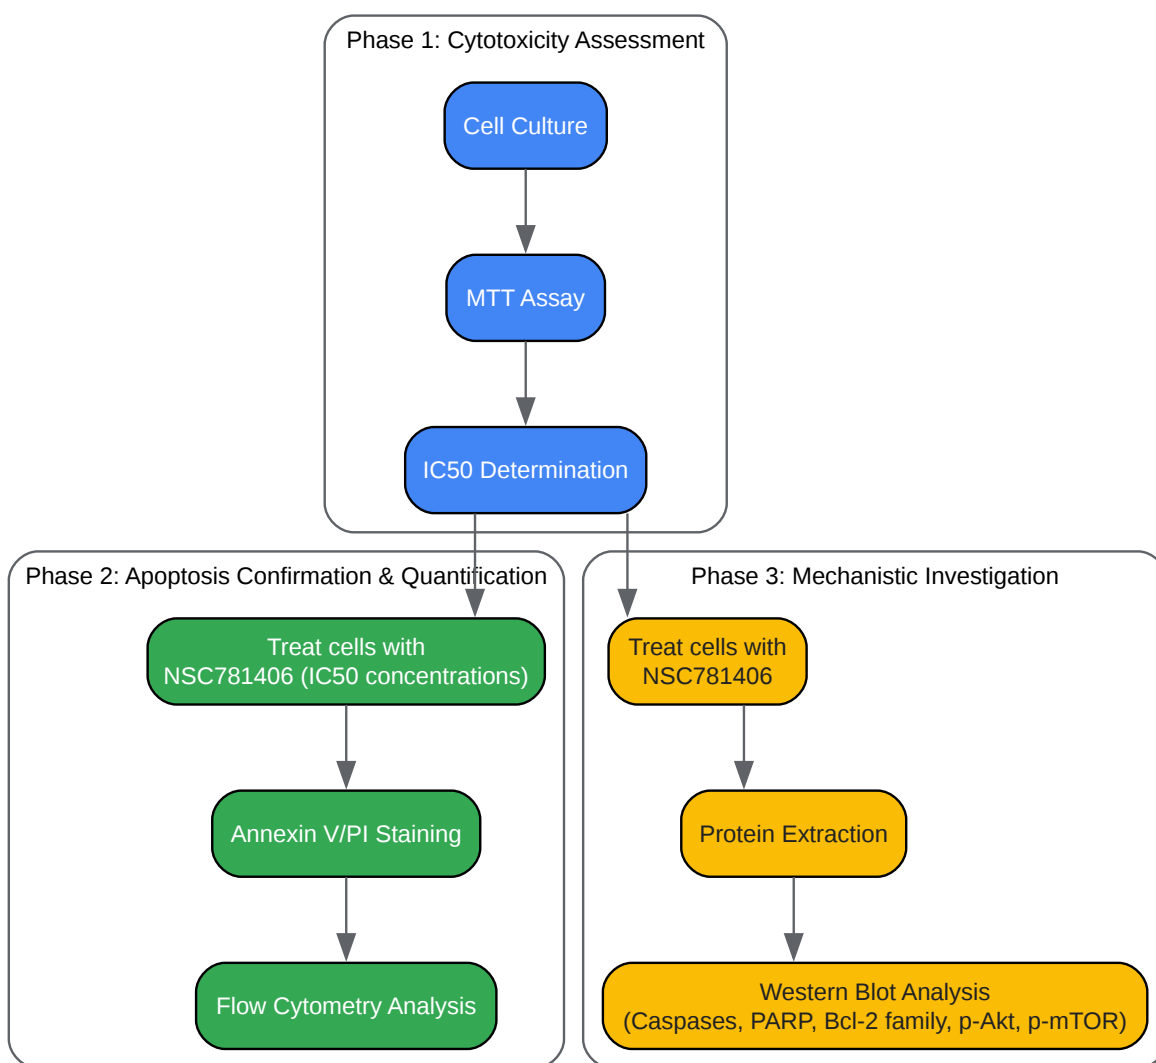 Phase 1: Cytotoxicity Assessment
Cell Culture
MTT Assay
IC50 Determination
Phase 2: Apoptosis Confirmation & Quantification
Treat cells with
NSC781406 (IC50 concentrations)
Annexin V/PI Staining
Flow Cytometry Analysis
Phase 3: Mechanistic Investigation
Treat cells with
NSC781406
Protein Extraction
Western Blot Analysis
(Caspases, PARP, Bcl-2 family, p-Akt, p-mTOR)